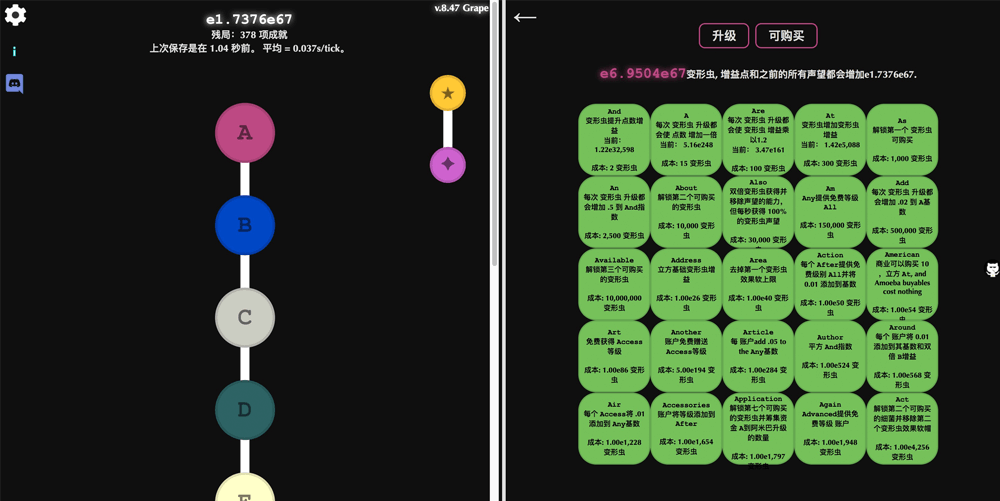 v.8.47 Grape
e1.7376e67
残局：378 项成就
上次保存是在 1.04 秒前。 平均 = 0.037s/tick.
i
A
B
C
D
升级
可购买
e6.9504e67变形虫, 增益点和之前的所有声望都会增加e1.7376e67.
And
变形虫提升点数增
益
当前:
1.22e32,598
成本: 2 变形虫
A
每次 变形虫 升级都
会使 点数 增加一倍
当前： 5.16e248
成本: 15 变形虫
Are
每次 变形虫 升级都
会使 变形虫 增益乘
以1.2
当前： 3.47e161
成本: 100 变形虫
At
变形虫增加变形虫
增益
当前： 1.42e5,088
成本: 300 变形虫
As
解锁第一个 变形虫
可购买
成本: 1,000 变形虫
An
每次 变形虫 升级都
会增加 .5 到 And指
数
成本: 2,500 变形虫
About
解锁第二个可购买
的变形虫
成本: 10,000 变形
虫
Also
双倍变形虫获得并
移除声望的能力，
但每秒获得 100%
的变形虫声望
成本: 30,000 变形
虫
Am
Any提供免费等级
All
成本: 150,000 变形
虫
Add
每次 变形虫 升级都
会增加 .02 到 A基
数
成本: 500,000 变形
虫
Available
解锁第三个可购买
的变形虫
成本: 10,000,000
变形虫
Address
立方基础变形虫增
益
成本: 1.00e26 变形
虫
Area
去掉第一个变形虫
效果软上限
成本: 1.00e40 变形
虫
Action
每个 After提供免
费级别 All并将
0.01 添加到基数
成本: 1.00e50 变形
虫
American
商业可以购买 10
，立方 At, and
Amoeba buyables
cost nothing
成本: 1.00e54 变形
虫
Art
免费获得 Access
等级
成本: 1.00e86 变形
虫
Another
账户免费赠送
Access等级
成本: 5.00e194 变
形虫
Article
每 账户add .05 to
the Any基数
成本: 1.00e284 变
形虫
Author
平方 And指数
成本: 1.00e524 变
形虫
Around
每个 账户将 0.01
添加到其基数和双
倍 B增益
成本: 1.00e568 变
形虫
Air
每个 Access将 .01
添加到 Any基数
成本: 1.00e1,228
变形虫
Accessories
账户将等级添加到
After
成本: 1.00e1,654
变形虫
Application
解锁第七个可购买
的变形虫并筹集资
金 A到阿米巴升级
的数量
成本: 1.00e1,797
变形虫
Again
Advanced提供免
费等级 账户
成本: 1.00e1,948
变形虫
Act
解锁第二个可购买
的细菌并移除第二
个变形虫效果软帽
成本: 1.00e4,256
变形虫